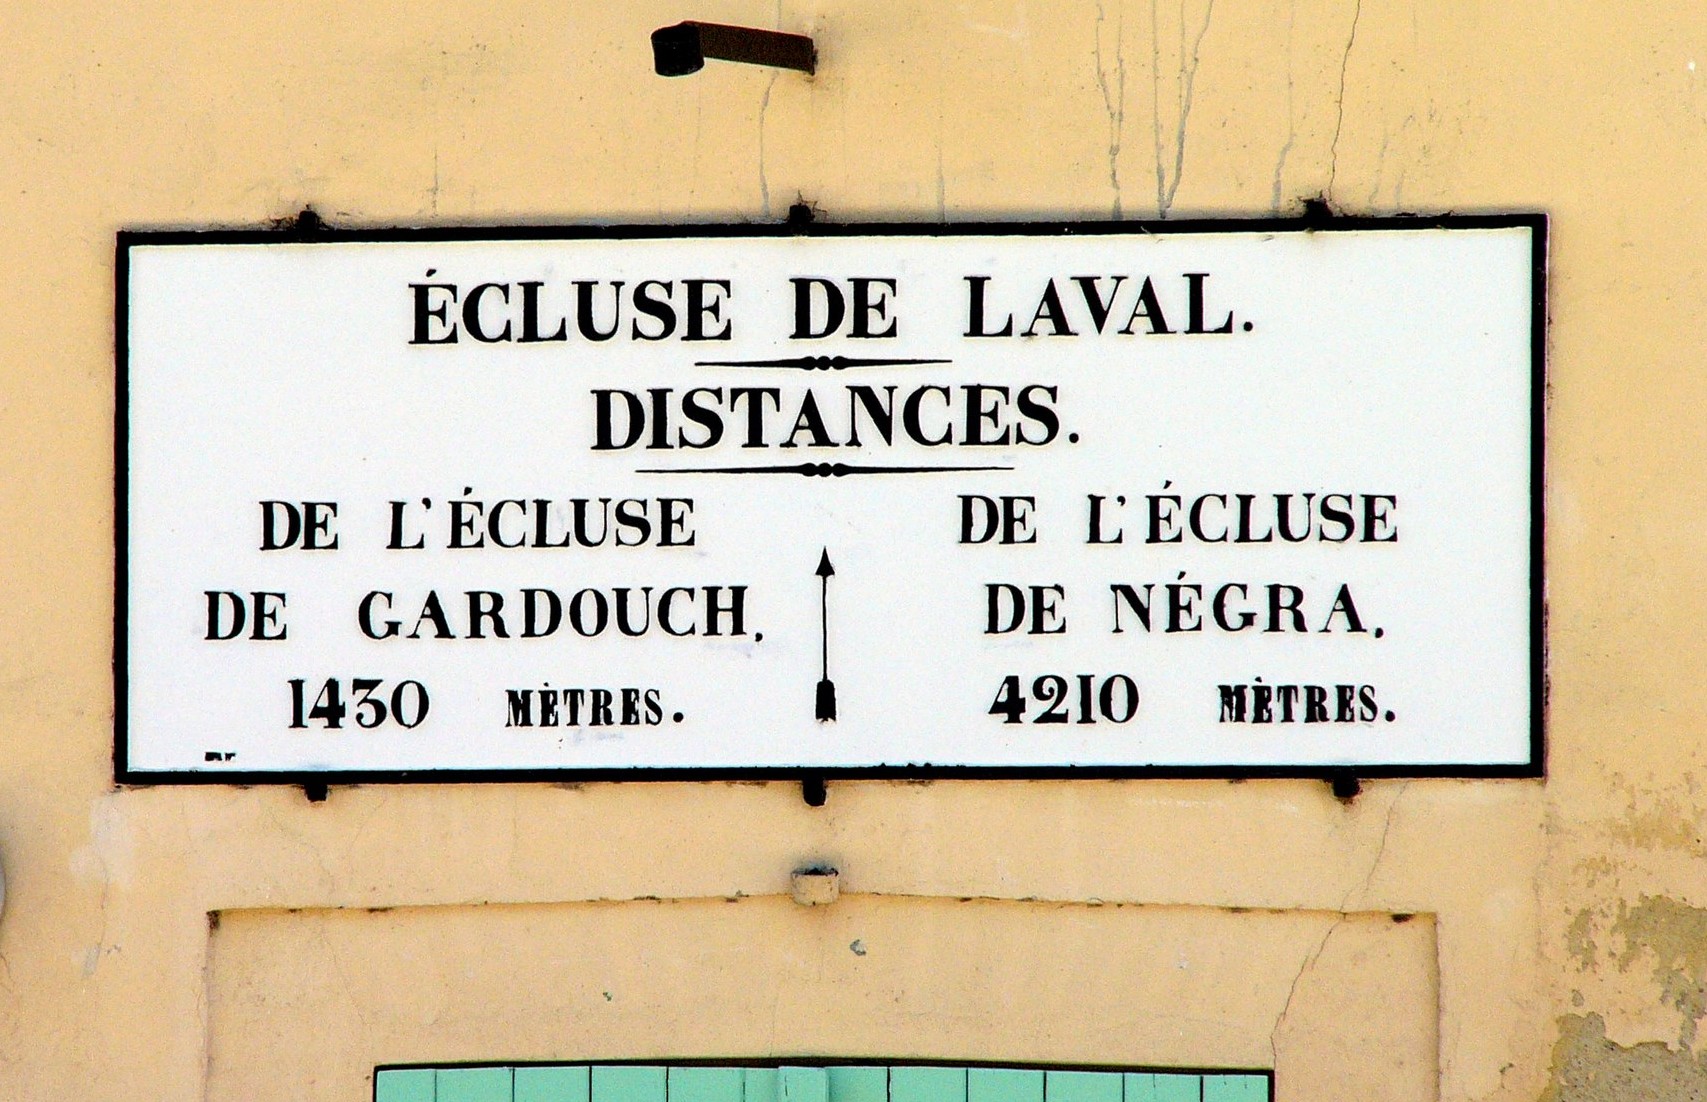 ÉCLUSE DE LAVAL.
DISTANCES.
DE L'ÉCLUSE
DE GARDOUCH.
1430 MÈTRES.
DE L'ÉCLUSE
DE NÉGRA.
4210 MÈTRES.